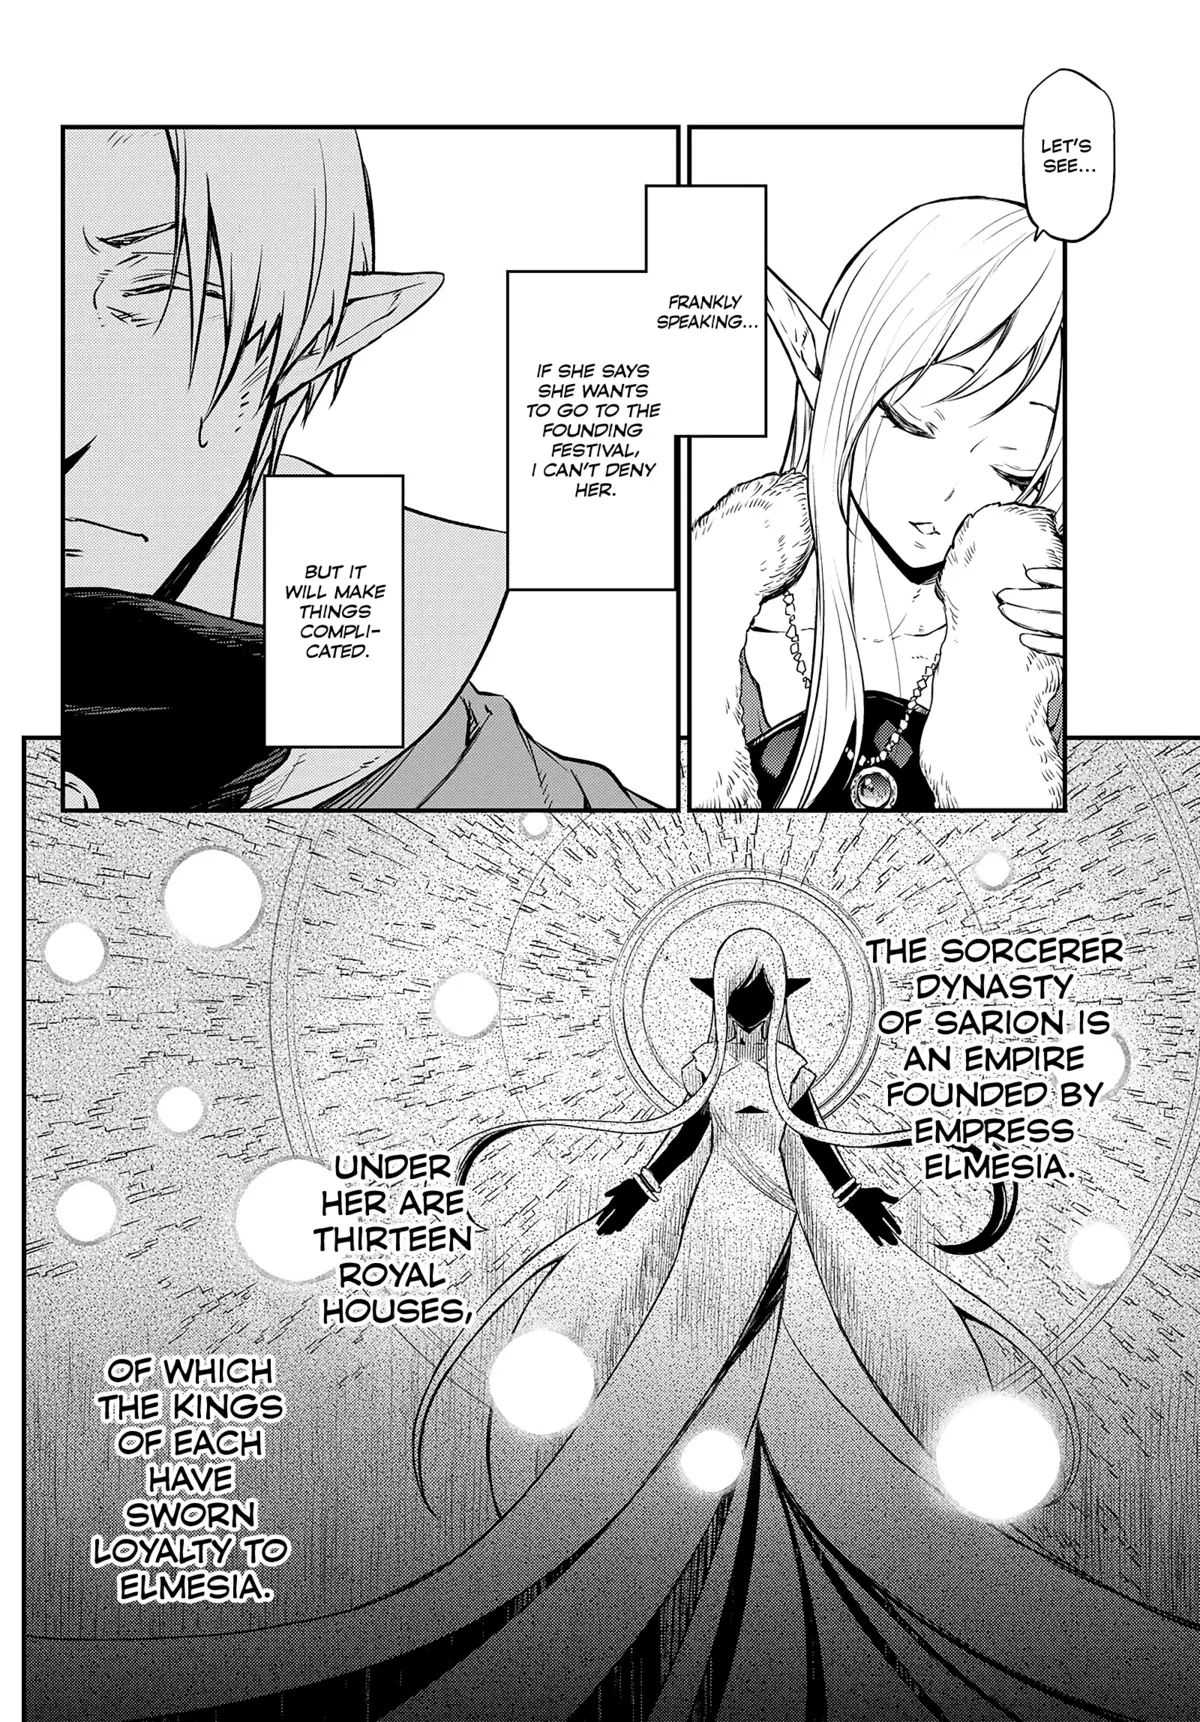 LET'S
SEE...
FRANKLY
SPEAKING...
IF SHE SAYS
SHE WANTS
TO GO TO THE
FOUNDING
FESTIVAL,
I CAN'T DENY
HER.
BUT IT
WILL MAKE
THINGS
COMPLI-
CATED.
THE SORCERER
DYNASTY
OF SARION IS
AN EMPIRE
FOUNDED BY
EMPRESS
ELMESIA.
UNDER
HER ARE
THIRTEEN
ROYAL
HOUSES,
OF WHICH
THE KINGS
OF EACH
HAVE
SWORN
LOYALTY TO
ELMESIA.